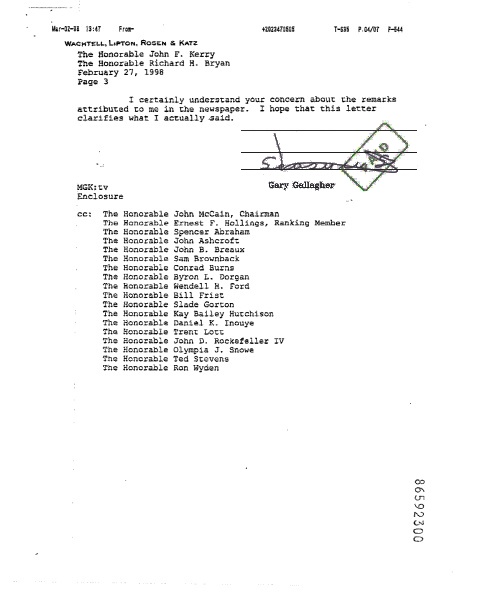 Mar-02-98 13:47 From- +2023473505 T-535 P.04/07 F-544
WACHTELL, LIPTON, ROSEN & KATZ
The Honorable John F. Kerry
The Honorable Richard H. Bryan
February 27, 1998
Page 3
I certainly understand your concern about the remarks
attributed to me in the newspaper. I hope that this letter
clarifies what I actually said.
PAID
Gary Gallagher
MGK:tv
Enclosure
cc: The Honorable John McCain, Chairman
The Honorable Ernest F. Hollings, Ranking Member
The Honorable Spencer Abraham
The Honorable John Ashcroft
The Honorable John B. Breaux
The Honorable Sam Brownback
The Honorable Conrad Burns
The Honorable Byron L. Dorgan
The Honorable Wendell H. Ford
The Honorable Bill Frist
The Honorable Slade Gorton
The Honorable Kay Bailey Hutchison
The Honorable Daniel K. Inouye
The Honorable Trent Lott
The Honorable John D. Rockefeller IV
The Honorable Olympia J. Snowe
The Honorable Ted Stevens
The Honorable Ron Wyden
86592300